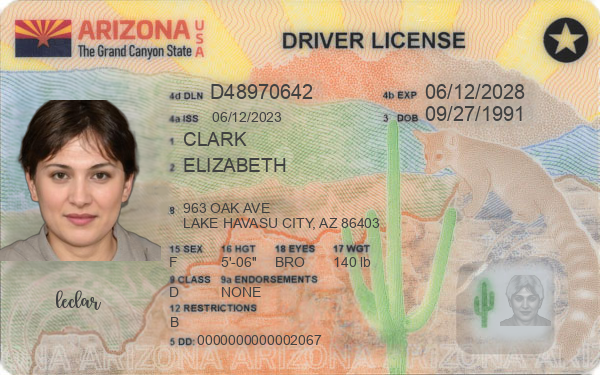 ARIZONA USA
The Grand Canyon State
DRIVER LICENSE
4d DLN D48970642 4b EXP 06/12/2028
4a ISS 06/12/2023 3 DOB 09/27/1991
1 CLARK
2 ELIZABETH
8 963 OAK AVE
LAKE HAVASU CITY, AZ 86403
15 SEX 16 HGT 18 EYES 17 WGT
F 5'-06" BRO 140 lb
9 CLASS 9a ENDORSEMENTS
D NONE
12 RESTRICTIONS
B
5 DD: 0000000000002067
leclar
ARIZONA ARIZONA ARIZONA ARIZONA